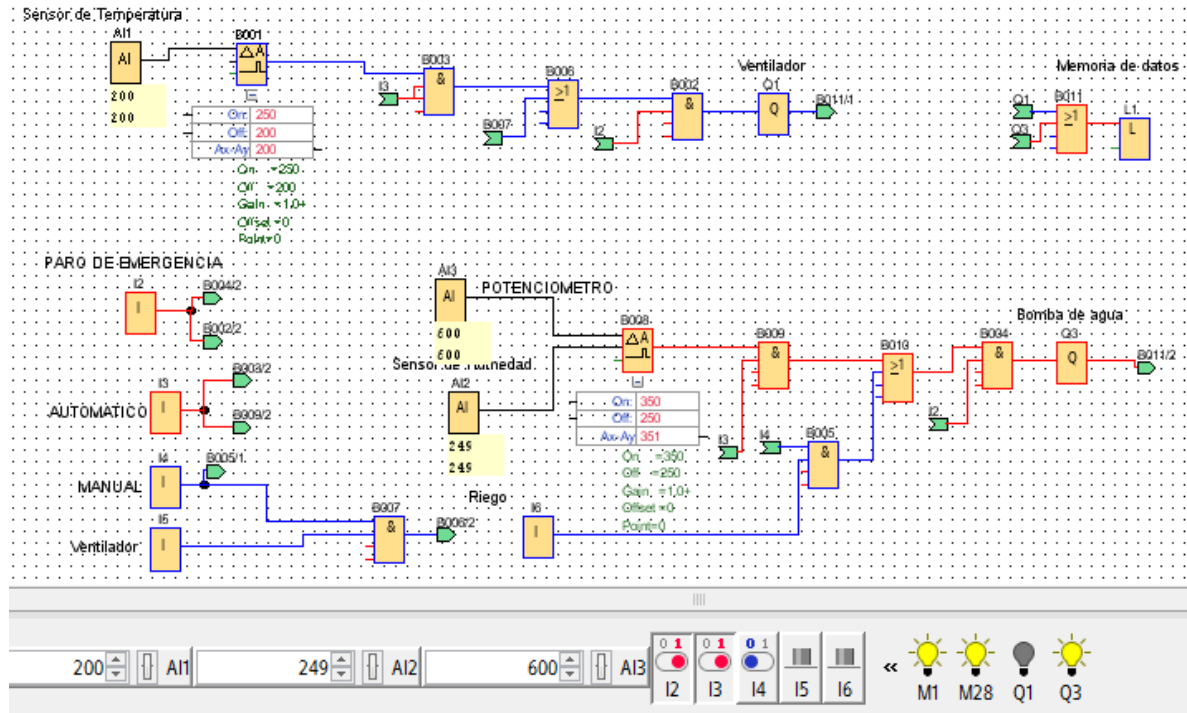 Sensor de Temperatura
AI1
B001
AI
ΔA
200
200
On: 250
Off: 200
Ax-Ay 200
On =250
Off =200
Gain =1.0+
Offset =0
Point=0
B003
&
I3
B006
≥1
B007
I2
B002
&
Ventilador
Q1
Q
B011/1
Memoria de datos
Q1
Q3
B011
≥1
L1
L
PARO DE EMERGENCIA
I2
I
B004/2
B002/2
I3
I
AUTOMATICO
B003/2
B009/2
I4
I
MANUAL
B005/1
I5
I
Ventilador
B007
&
B006/2
AI3
AI
POTENCIOMETRO
600
600
Sensor de Humedad
AI2
AI
249
249
Riego
I6
I
B008
ΔA
On: 350
Off: 250
Ax-Ay 351
On =350
Off =250
Gain =1.0+
Offset =0
Point=0
B009
&
I3
I4
B005
&
B010
≥1
I2
B004
&
Bomba de agua
Q3
Q
B011/2
200 AI1 249 AI2 600 AI3
0 1 0 1 0 1
I2 I3 I4 I5 I6 « M1 M28 Q1 Q3